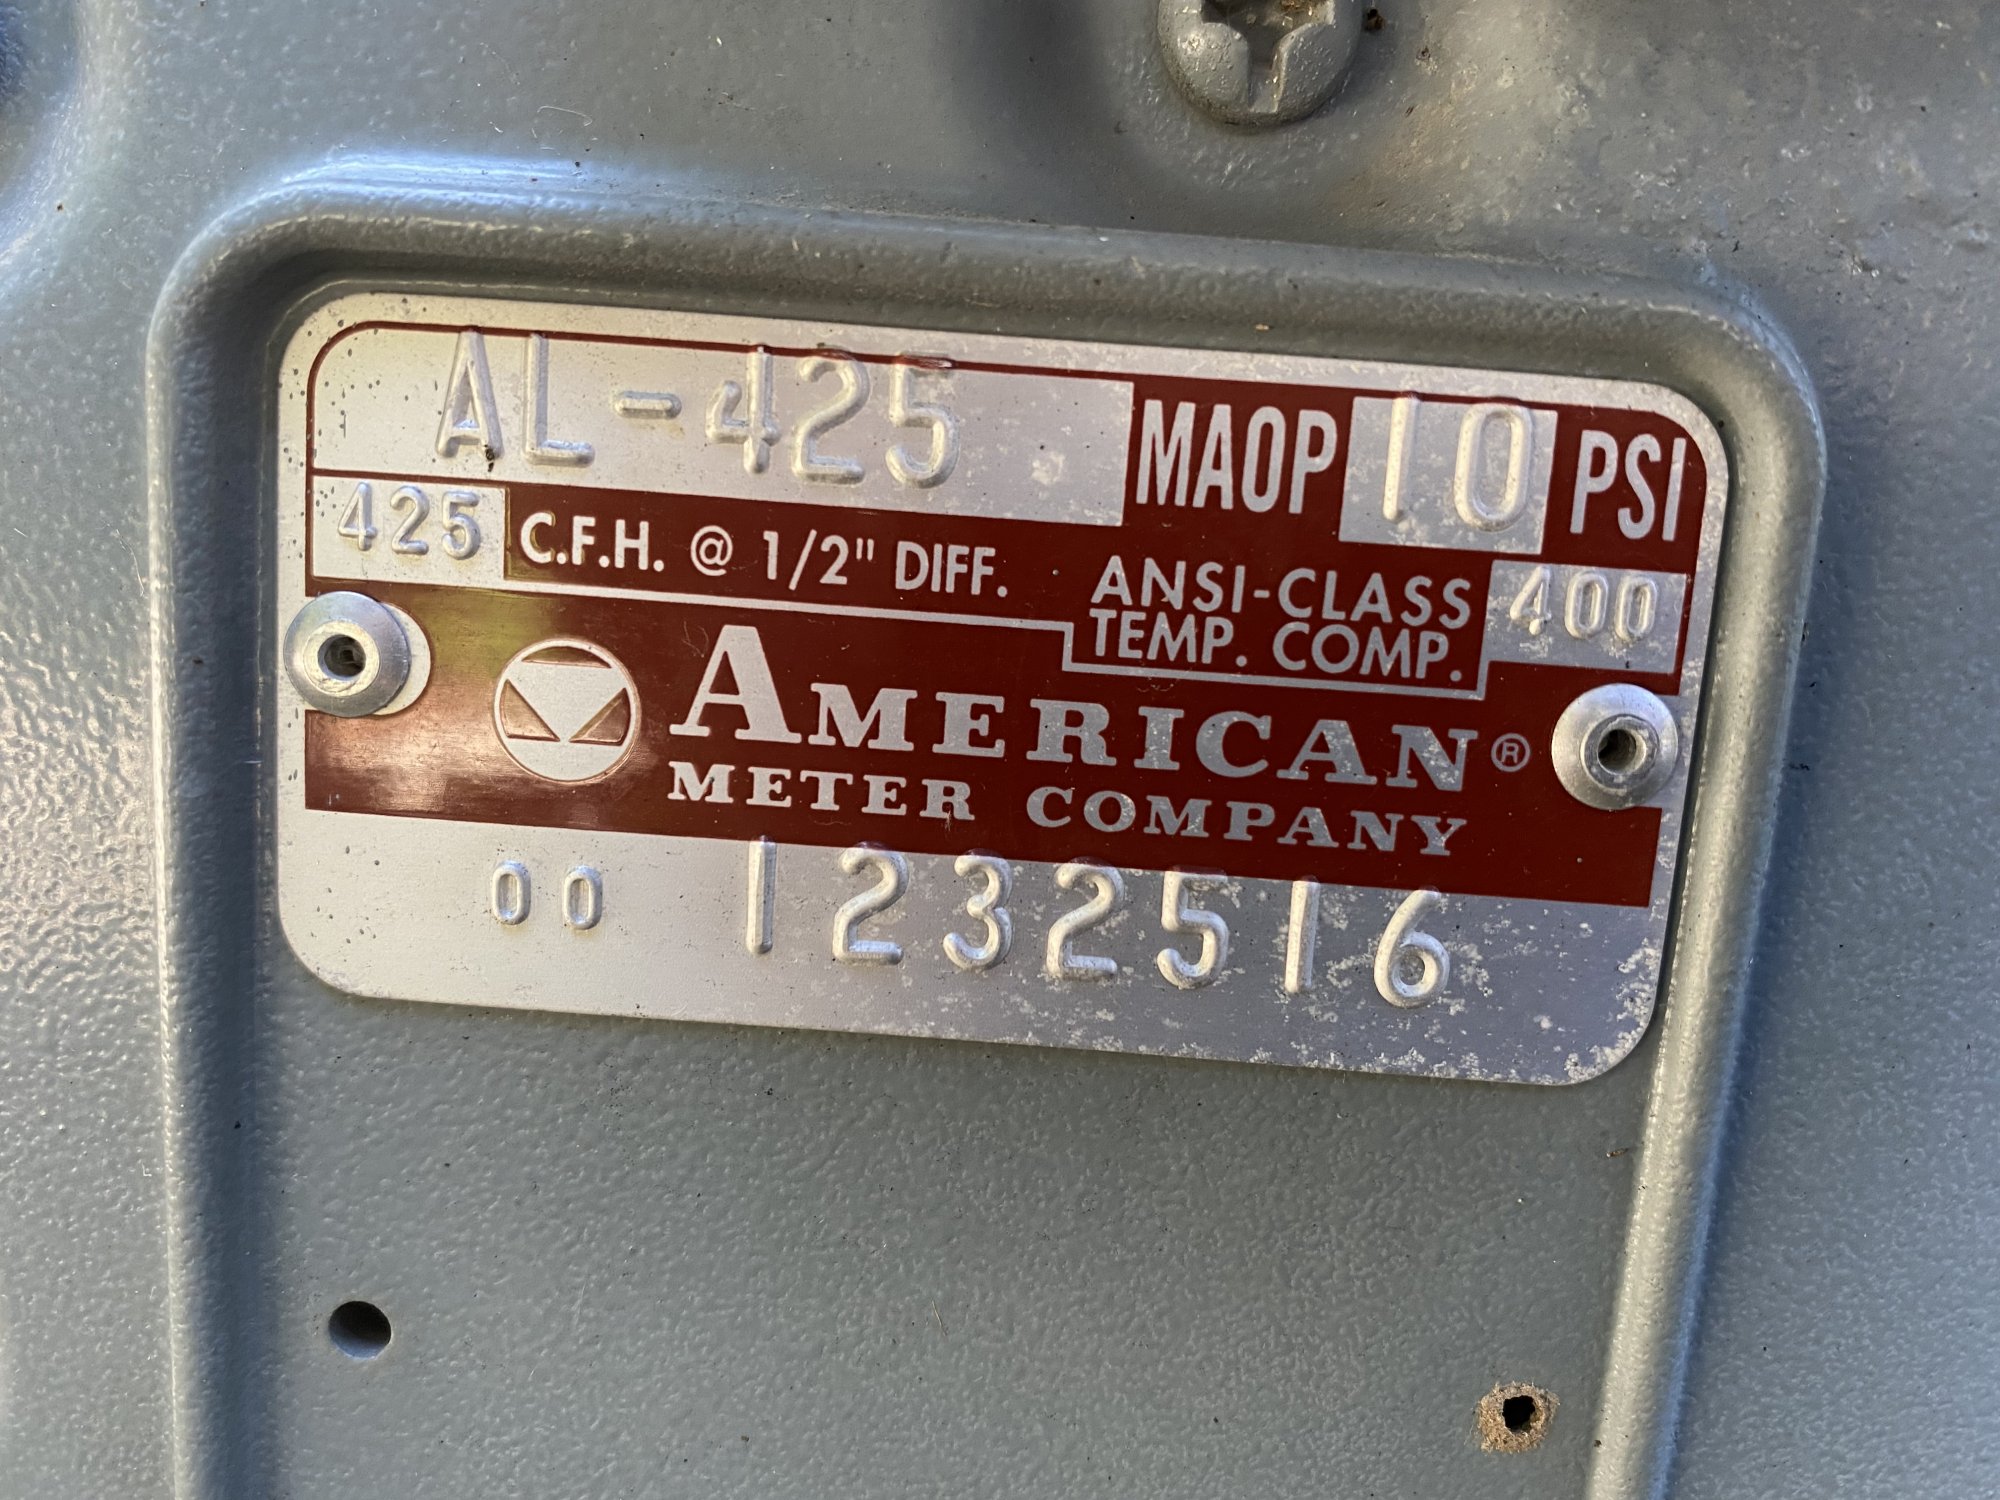 AL-425 MAOP 10 PSI
425 C.F.H. @ 1/2" DIFF.
ANSI-CLASS 400
TEMP. COMP.
AMERICAN®
METER COMPANY
00 1232516